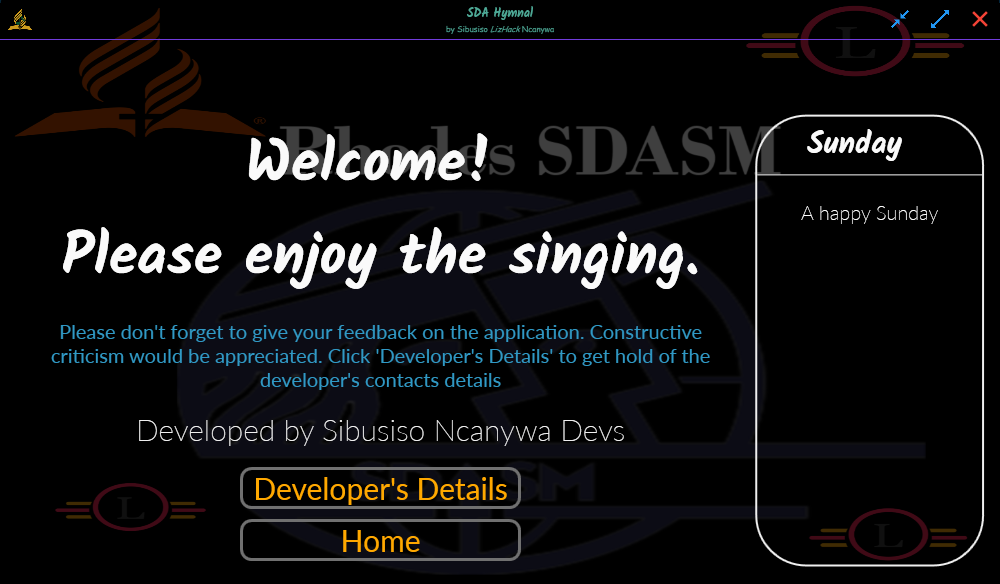 SDA Hymnal
by Sibusiso LizHack Ncanywa
L
®
Rhodes SDASM
Welcome!
Sunday
A happy Sunday
Please enjoy the singing.
Please don't forget to give your feedback on the application. Constructive
criticism would be appreciated. Click 'Developer's Details' to get hold of the
developer's contacts details
Developed by Sibusiso Ncanywa Devs
SDASM
Developer's Details
L
L
Home